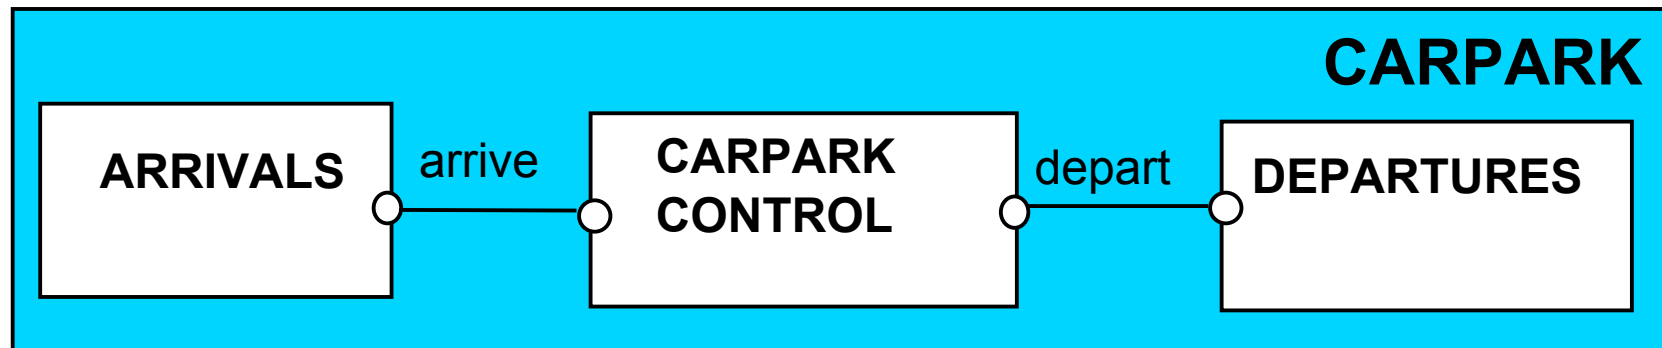 CARPARK
ARRIVALS
arrive
CARPARK
CONTROL
depart
DEPARTURES